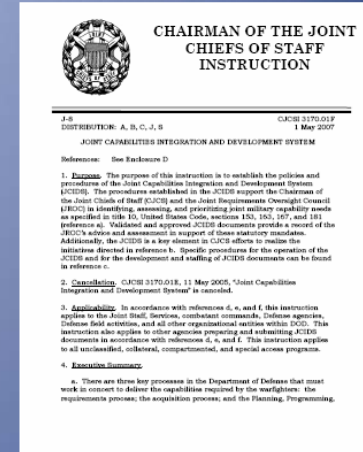 CHAIRMAN OF THE JOINT
CHIEFS OF STAFF
INSTRUCTION
J-8
CJCSI 3170.01F
DISTRIBUTION: A, B, C, J, S
1 May 2007
JOINT CAPABILITIES INTEGRATION AND DEVELOPMENT SYSTEM
References: See Enclosure D
1. Purpose. The purpose of this instruction is to establish the policies and
procedures of the Joint Capabilities Integration and Development System
(JCIDS). The procedures established in the JCIDS support the Chairman of
the Joint Chiefs of Staff (CJCS) and the Joint Requirements Oversight Council
(JROC) in identifying, assessing, and prioritizing joint military capability needs
as specified in title 10, United States Code, sections 153, 163, 167, and 181
(reference a). Validated and approved JCIDS documents provide a record of the
JROC's advice and assessment in support of these statutory mandates.
Additionally, the JCIDS is a key element in CJCS efforts to realize the
initiatives directed in reference b. Specific procedures for the operation of the
JCIDS and for the development and staffing of JCIDS documents can be found
in reference c.
2. Cancellation. CJCSI 3170.01E, 11 May 2005, "Joint Capabilities
Integration and Development System" is canceled.
3. Applicability. In accordance with references d, e, and f, this instruction
applies to the Joint Staff, Services, combatant commands, Defense agencies,
Defense field activities, and all other organizational entities within DOD. This
instruction also applies to other agencies preparing and submitting JCIDS
documents in accordance with references d, e, and f. This instruction applies
to all unclassified, collateral, compartmented, and special access programs.
4. Executive Summary.
a. There are three key processes in the Department of Defense that must
work in concert to deliver the capabilities required by the warfighters: the
requirements process; the acquisition process; and the Planning, Programming,